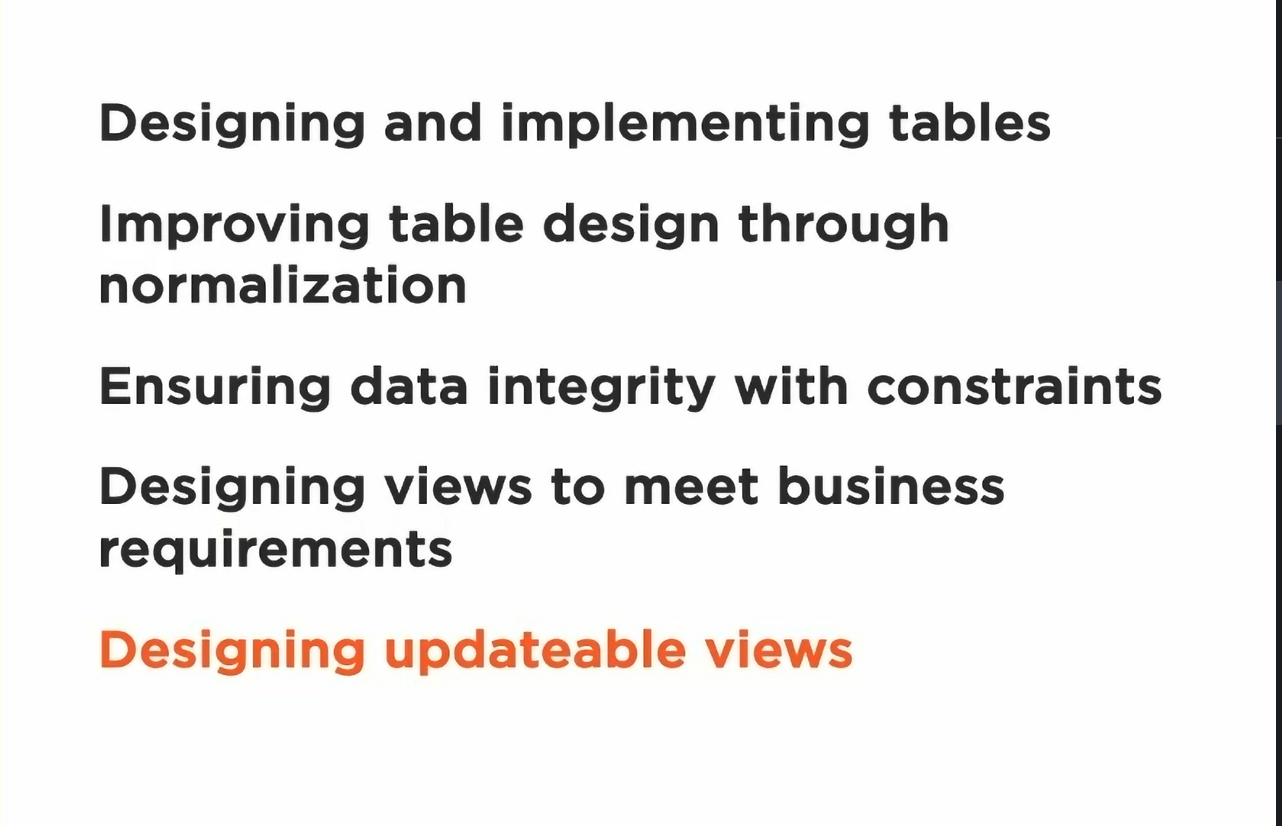 Designing and implementing tables
Improving table design through
normalization
Ensuring data integrity with constraints
Designing views to meet business
requirements
Designing updateable views